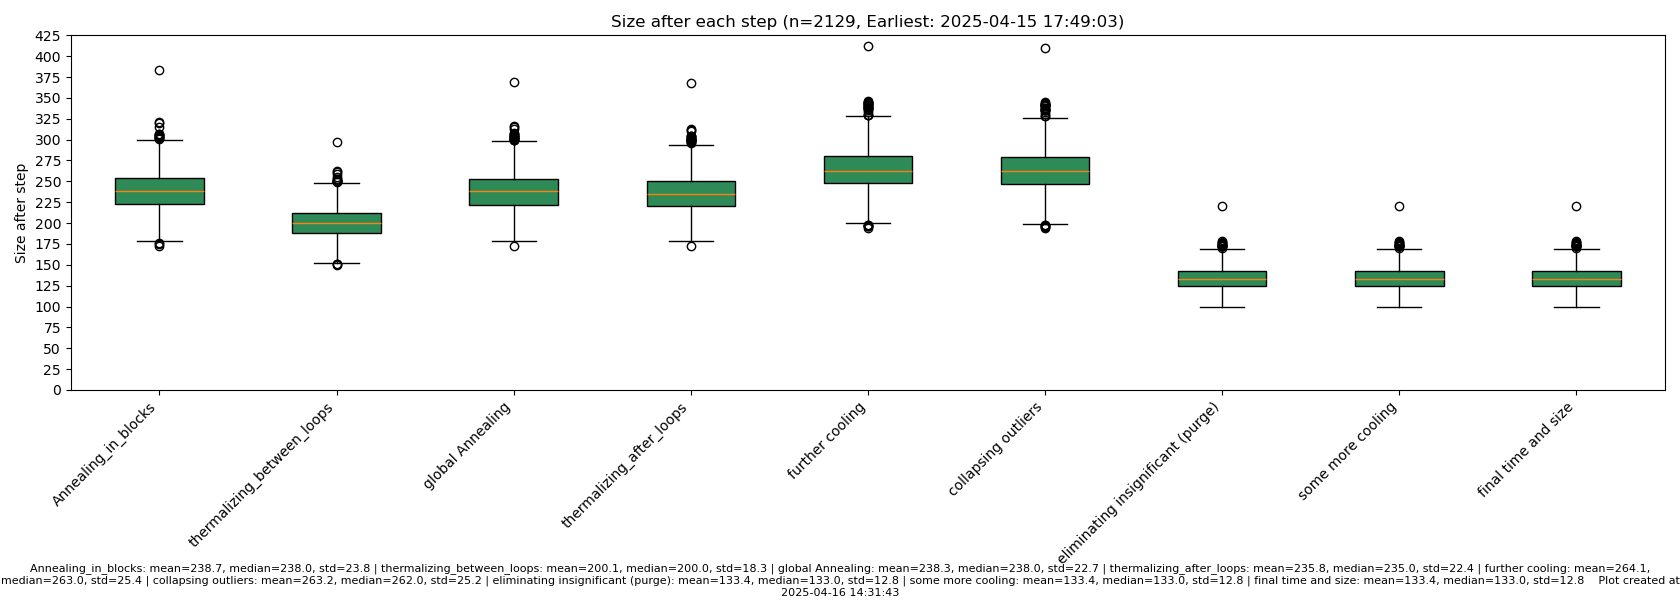 Size after each step (n=2129, Earliest: 2025-04-15 17:49:03)
Size after step
425
400
375
350
325
300
275
250
225
200
175
150
125
100
75
50
25
0
Annealing_in_blocks
thermalizing_between_loops
global Annealing
thermalizing_after_loops
further cooling
collapsing outliers
eliminating insignificant (purge)
some more cooling
final time and size
Annealing_in_blocks: mean=238.7, median=238.0, std=23.8 | thermalizing_between_loops: mean=200.1, median=200.0, std=18.3 | global Annealing: mean=238.3, median=238.0, std=22.7 | thermalizing_after_loops: mean=235.8, median=235.0, std=22.4 | further cooling: mean=264.1,
median=263.0, std=25.4 | collapsing outliers: mean=263.2, median=262.0, std=25.2 | eliminating insignificant (purge): mean=133.4, median=133.0, std=12.8 | some more cooling: mean=133.4, median=133.0, std=12.8 | final time and size: mean=133.4, median=133.0, std=12.8 Plot created at
2025-04-16 14:31:43